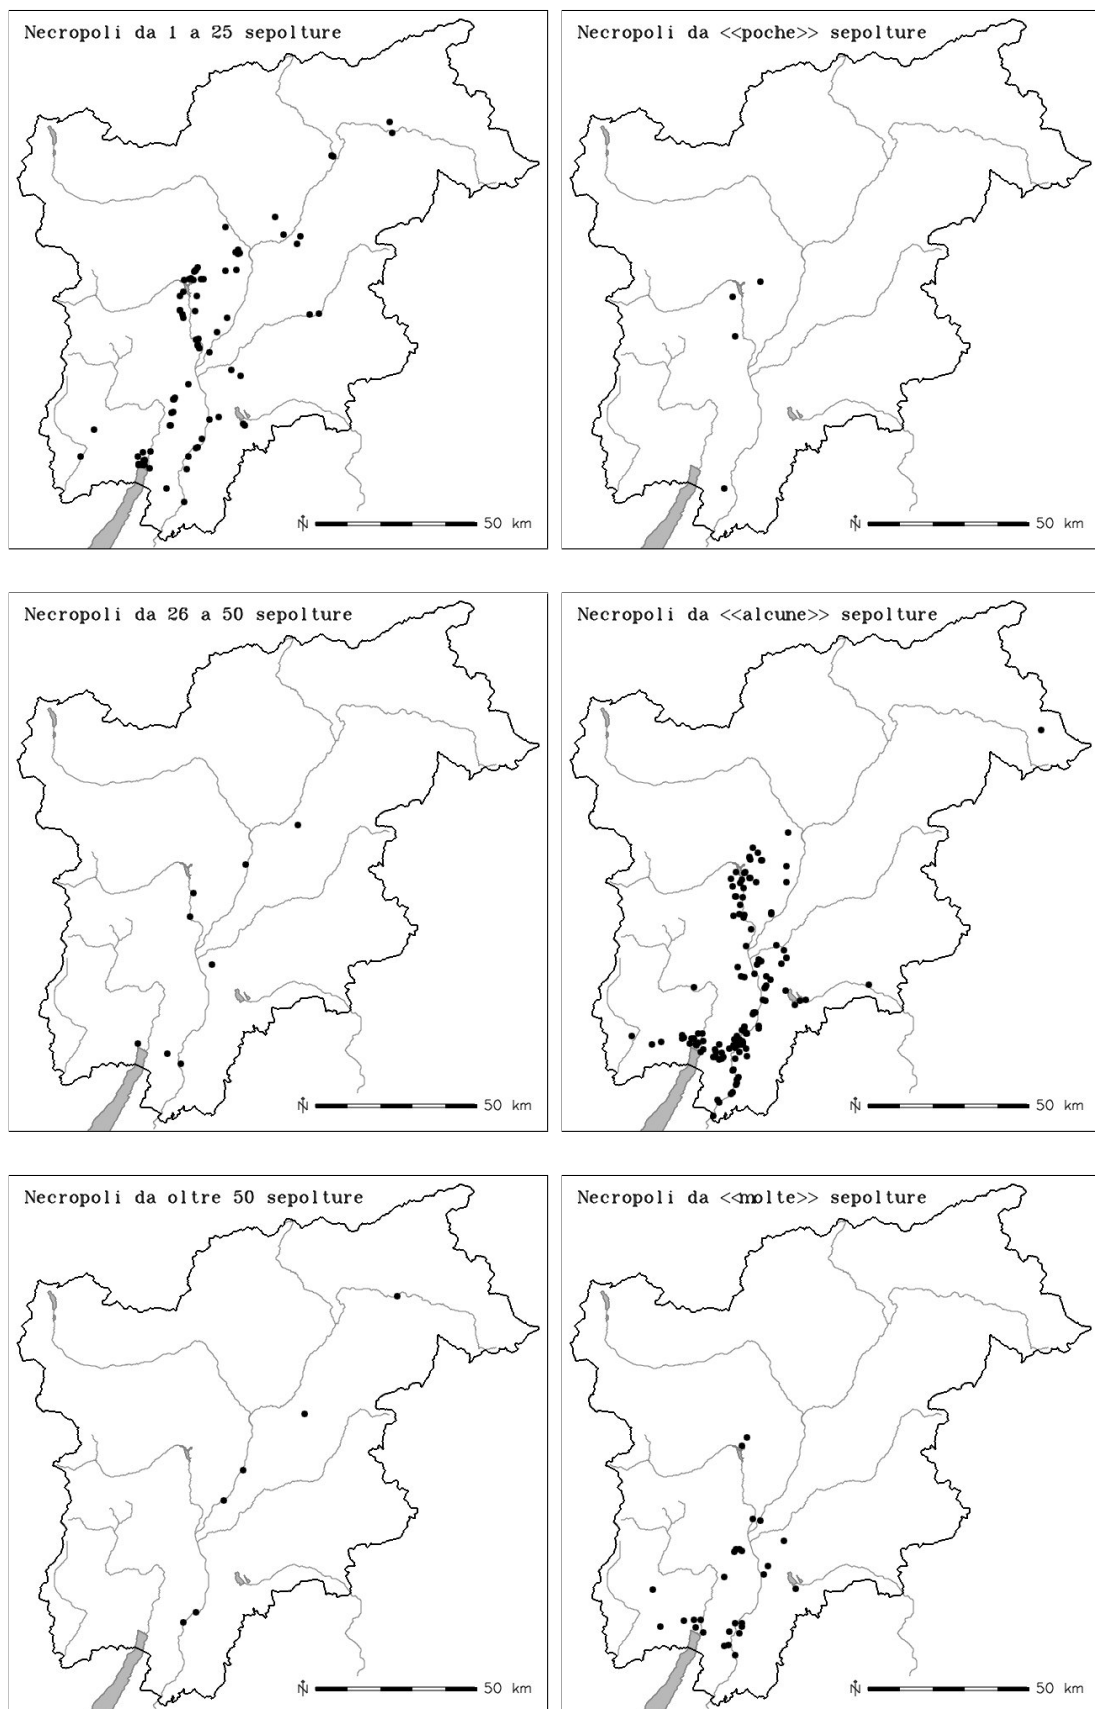 Necropoli da 1 a 25 sepolture
N 50 km
Necropoli da <<poche>> sepolture
N 50 km
Necropoli da 26 a 50 sepolture
N 50 km
Necropoli da <<alcune>> sepolture
N 50 km
Necropoli da oltre 50 sepolture
N 50 km
Necropoli da <<molte>> sepolture
N 50 km